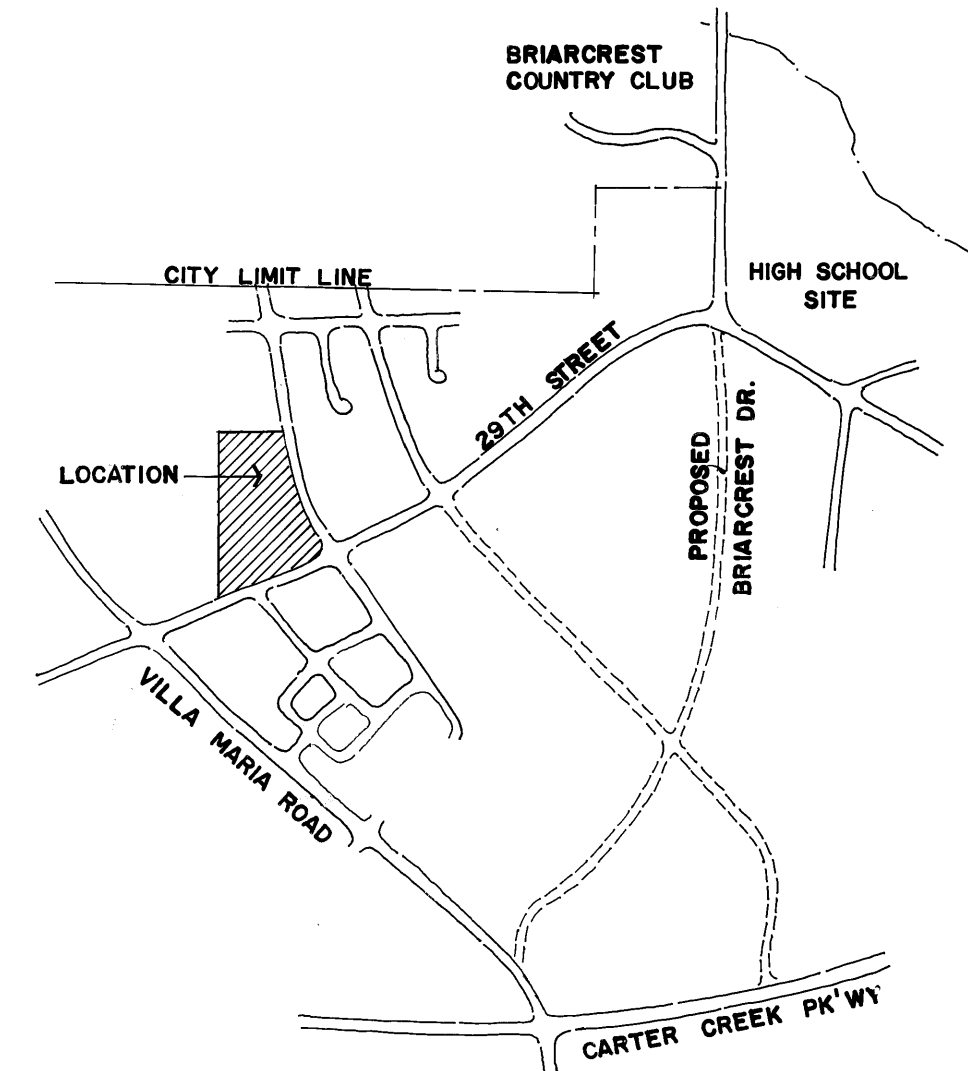 BRIARCREST
COUNTRY CLUB
CITY LIMIT LINE
HIGH SCHOOL
SITE
29TH STREET
PROPOSED
BRIARCREST DR.
LOCATION
VILLA MARIA ROAD
CARTER CREEK PK'WY